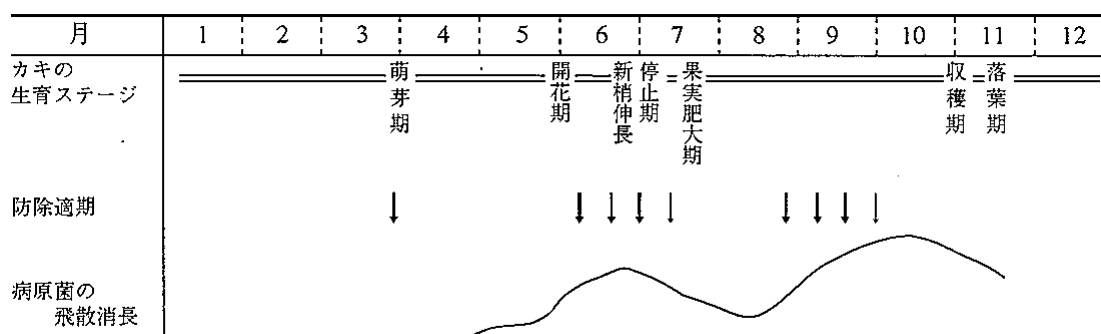 月 1 2 3 4 5 6 7 8 9 10 11 12
カキの
生育ステージ
萌芽期
開花期
新梢伸長
停止期
果実肥大期
収穫期
落葉期
防除適期
病原菌の
飛散消長